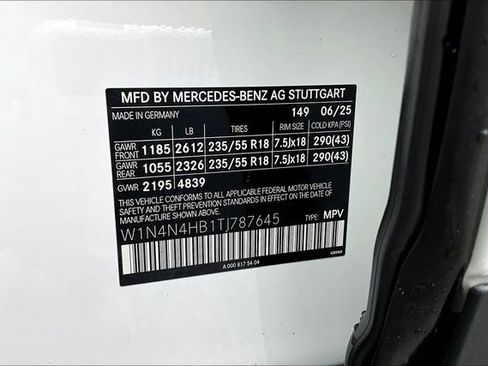 MFD BY MERCEDES-BENZ AG STUTTGART
MADE IN GERMANY 149 06/25
KG LB TIRES RIM SIZE COLD KPA (PSI)
GAWR FRONT 1185 2612 235/55 R18 7.5Jx18 290(43)
GAWR REAR 1055 2326 235/55 R18 7.5Jx18 290(43)
GVWR 2195 4839
THIS VEHICLE CONFORMS TO ALL APPLICABLE FEDERAL MOTOR VEHICLE
SAFETY AND THEFT PREVENTION STANDARDS IN EFFECT ON THE DATE OF
MANUFACTURE SHOWN ABOVE.
W1N4N4HB1TJ787645 MPV
A 000 817 54 04